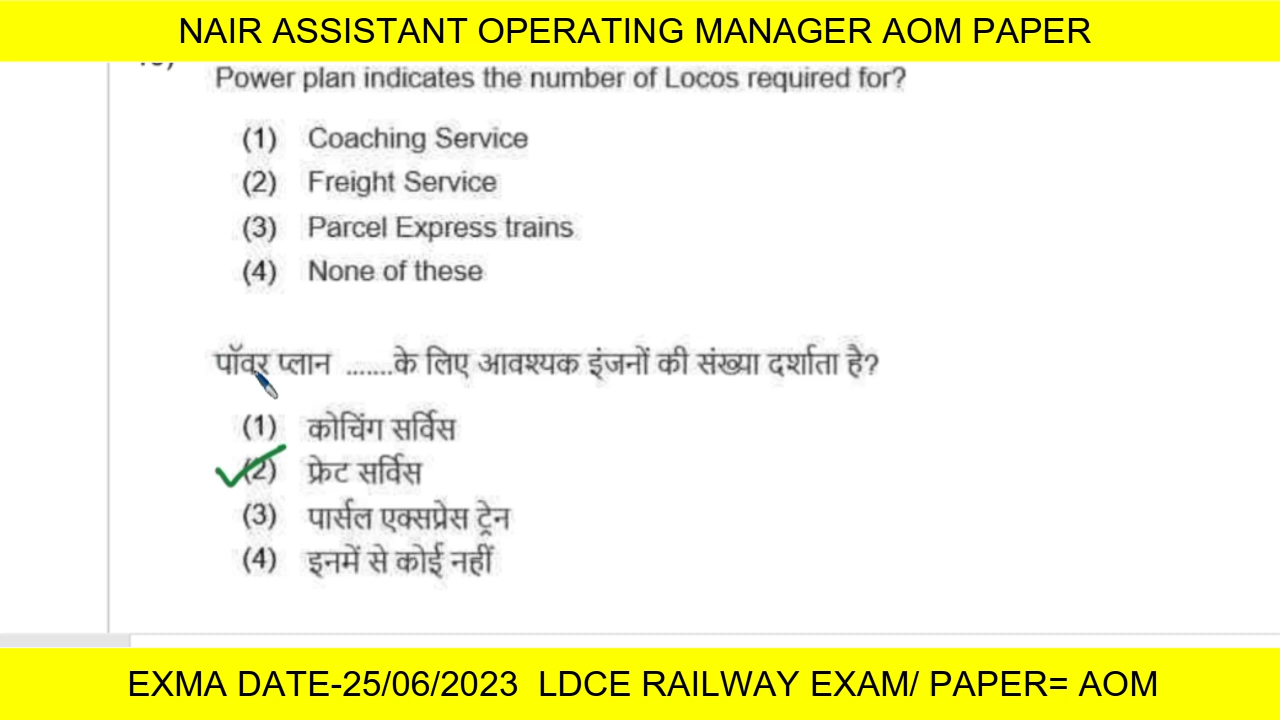 NAIR ASSISTANT OPERATING MANAGER AOM PAPER
Power plan indicates the number of Locos required for?
(1) Coaching Service
(2) Freight Service
(3) Parcel Express trains
(4) None of these
पॉवर प्लान .......के लिए आवश्यक इंजनों की संख्या दर्शाता है?
(1) कोचिंग सर्विस
(2) फ्रेट सर्विस
(3) पार्सल एक्सप्रेस ट्रेन
(4) इनमें से कोई नहीं
EXMA DATE-25/06/2023 LDCE RAILWAY EXAM/ PAPER= AOM